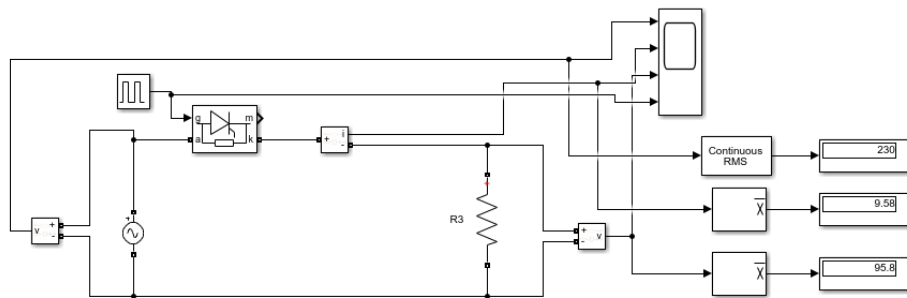 g
m
a
k
+
i
-
Continuous
RMS
230
v
+
-
+
R3
+
-
v
x
9.58
x
95.8